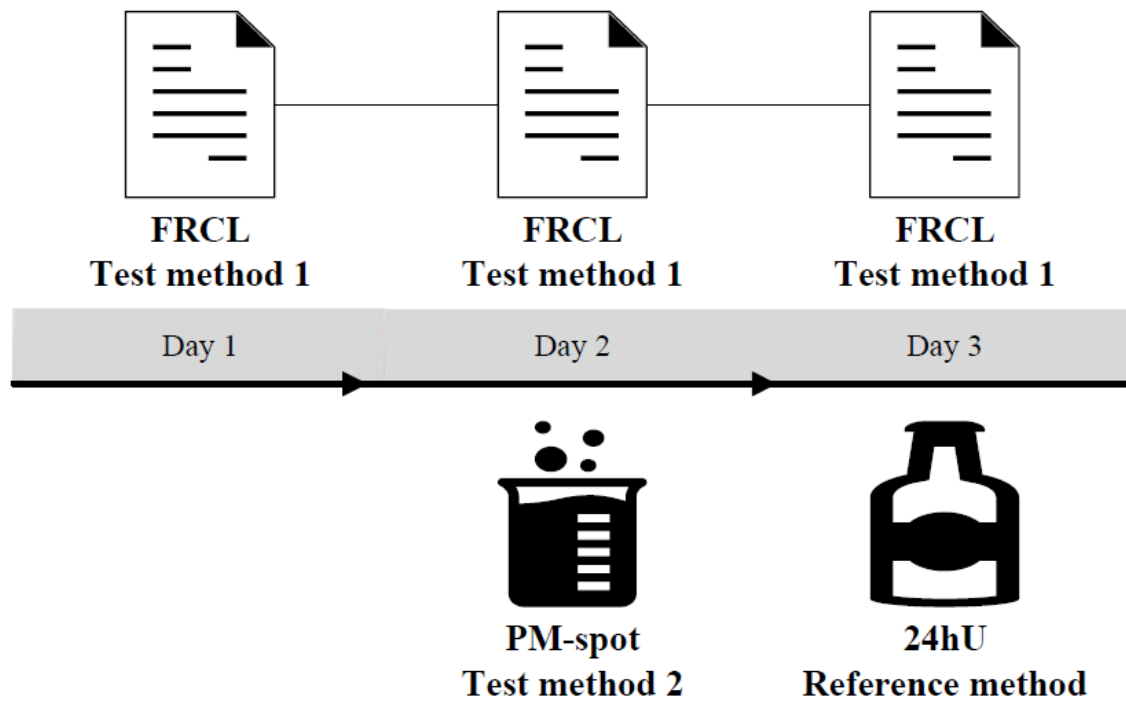 FRCL
Test method 1
FRCL
Test method 1
FRCL
Test method 1
Day 1
Day 2
Day 3
PM-spot
Test method 2
24hU
Reference method